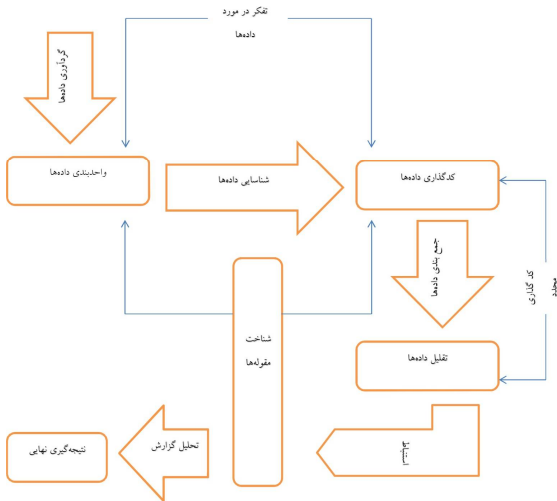 تفکر در مورد
داده‌ها
گردآوری داده‌ها
واحدبندی داده‌ها
شناسایی داده‌ها
کدگذاری داده‌ها
جمع بندی داده‌ها
کد گذاری
مجدد
شناخت
مقوله‌ها
تقلیل داده‌ها
استنباط
تحلیل گزارش
نتیجه‌گیری نهایی